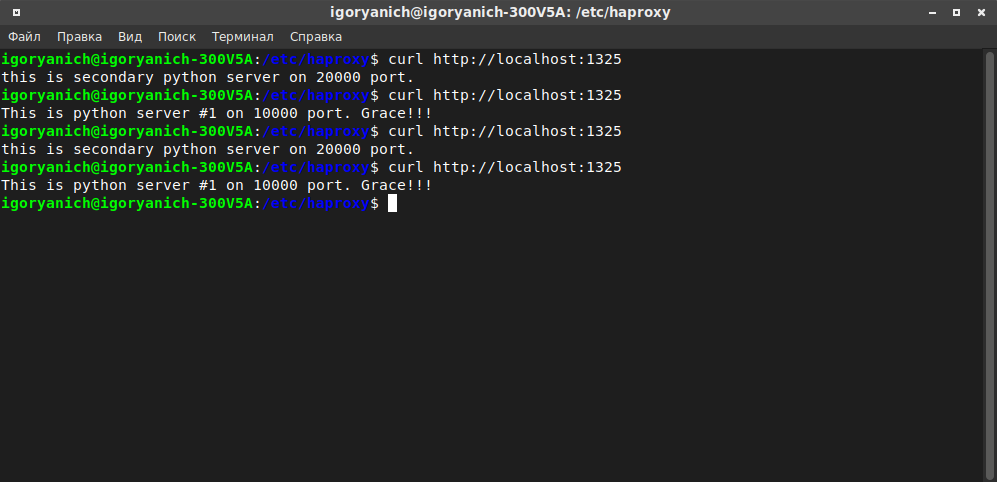 igoryanich@igoryanich-300V5A: /etc/haproxy
Файл Правка Вид Поиск Терминал Справка
igoryanich@igoryanich-300V5A:/etc/haproxy$ curl http://localhost:1325
this is secondary python server on 20000 port.
igoryanich@igoryanich-300V5A:/etc/haproxy$ curl http://localhost:1325
This is python server #1 on 10000 port. Grace!!!
igoryanich@igoryanich-300V5A:/etc/haproxy$ curl http://localhost:1325
this is secondary python server on 20000 port.
igoryanich@igoryanich-300V5A:/etc/haproxy$ curl http://localhost:1325
This is python server #1 on 10000 port. Grace!!!
igoryanich@igoryanich-300V5A:/etc/haproxy$